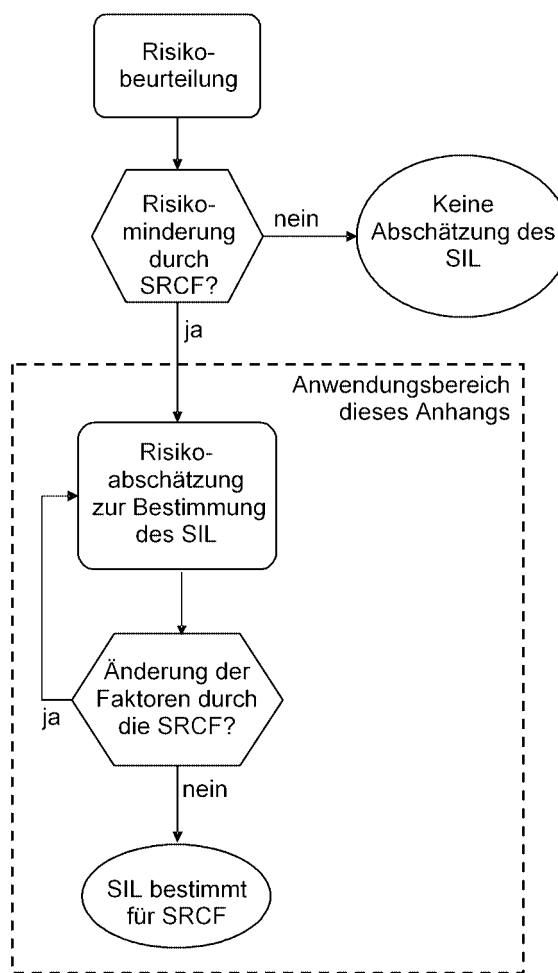 Risiko-
beurteilung
Risiko-
minderung
durch
SRCF?
nein
Keine
Abschätzung des
SIL
ja
Anwendungsbereich
dieses Anhangs
Risiko-
abschätzung
zur Bestimmung
des SIL
Änderung der
Faktoren durch
die SRCF?
ja
nein
SIL bestimmt
für SRCF